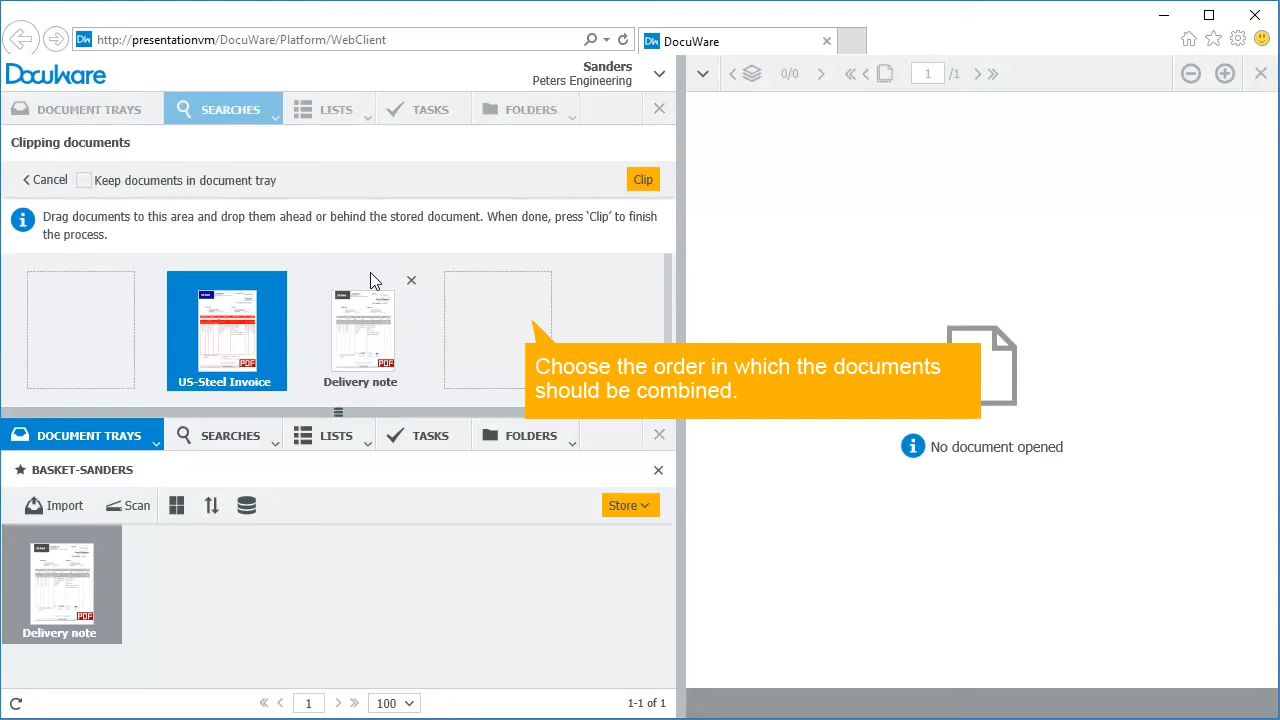 http://presentationvm/DocuWare/Platform/WebClient
DW DocuWare
DocuWare
Sanders
Peters Engineering
0/0
1 /1
DOCUMENT TRAYS SEARCHES LISTS TASKS FOLDERS
Clipping documents
Cancel Keep documents in document tray Clip
Drag documents to this area and drop them ahead or behind the stored document. When done, press ‘Clip’ to finish
the process.
PDF PDF
US-Steel Invoice Delivery note
Choose the order in which the documents
should be combined.
DOCUMENT TRAYS SEARCHES LISTS TASKS FOLDERS
No document opened
BASKET-SANDERS
Import Scan Store
PDF
Delivery note
1 100 1-1 of 1